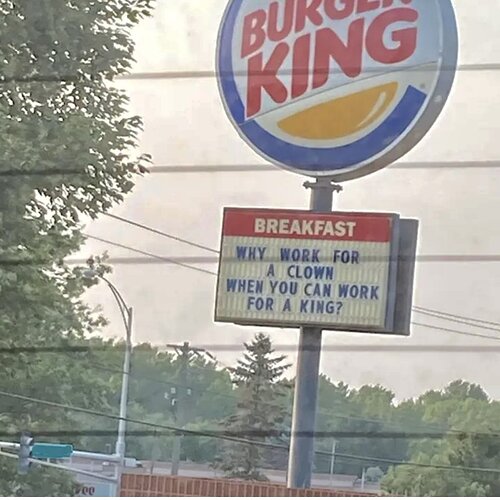 BURGER
KING
BREAKFAST
WHY WORK FOR
A CLOWN
WHEN YOU CAN WORK
FOR A KING?